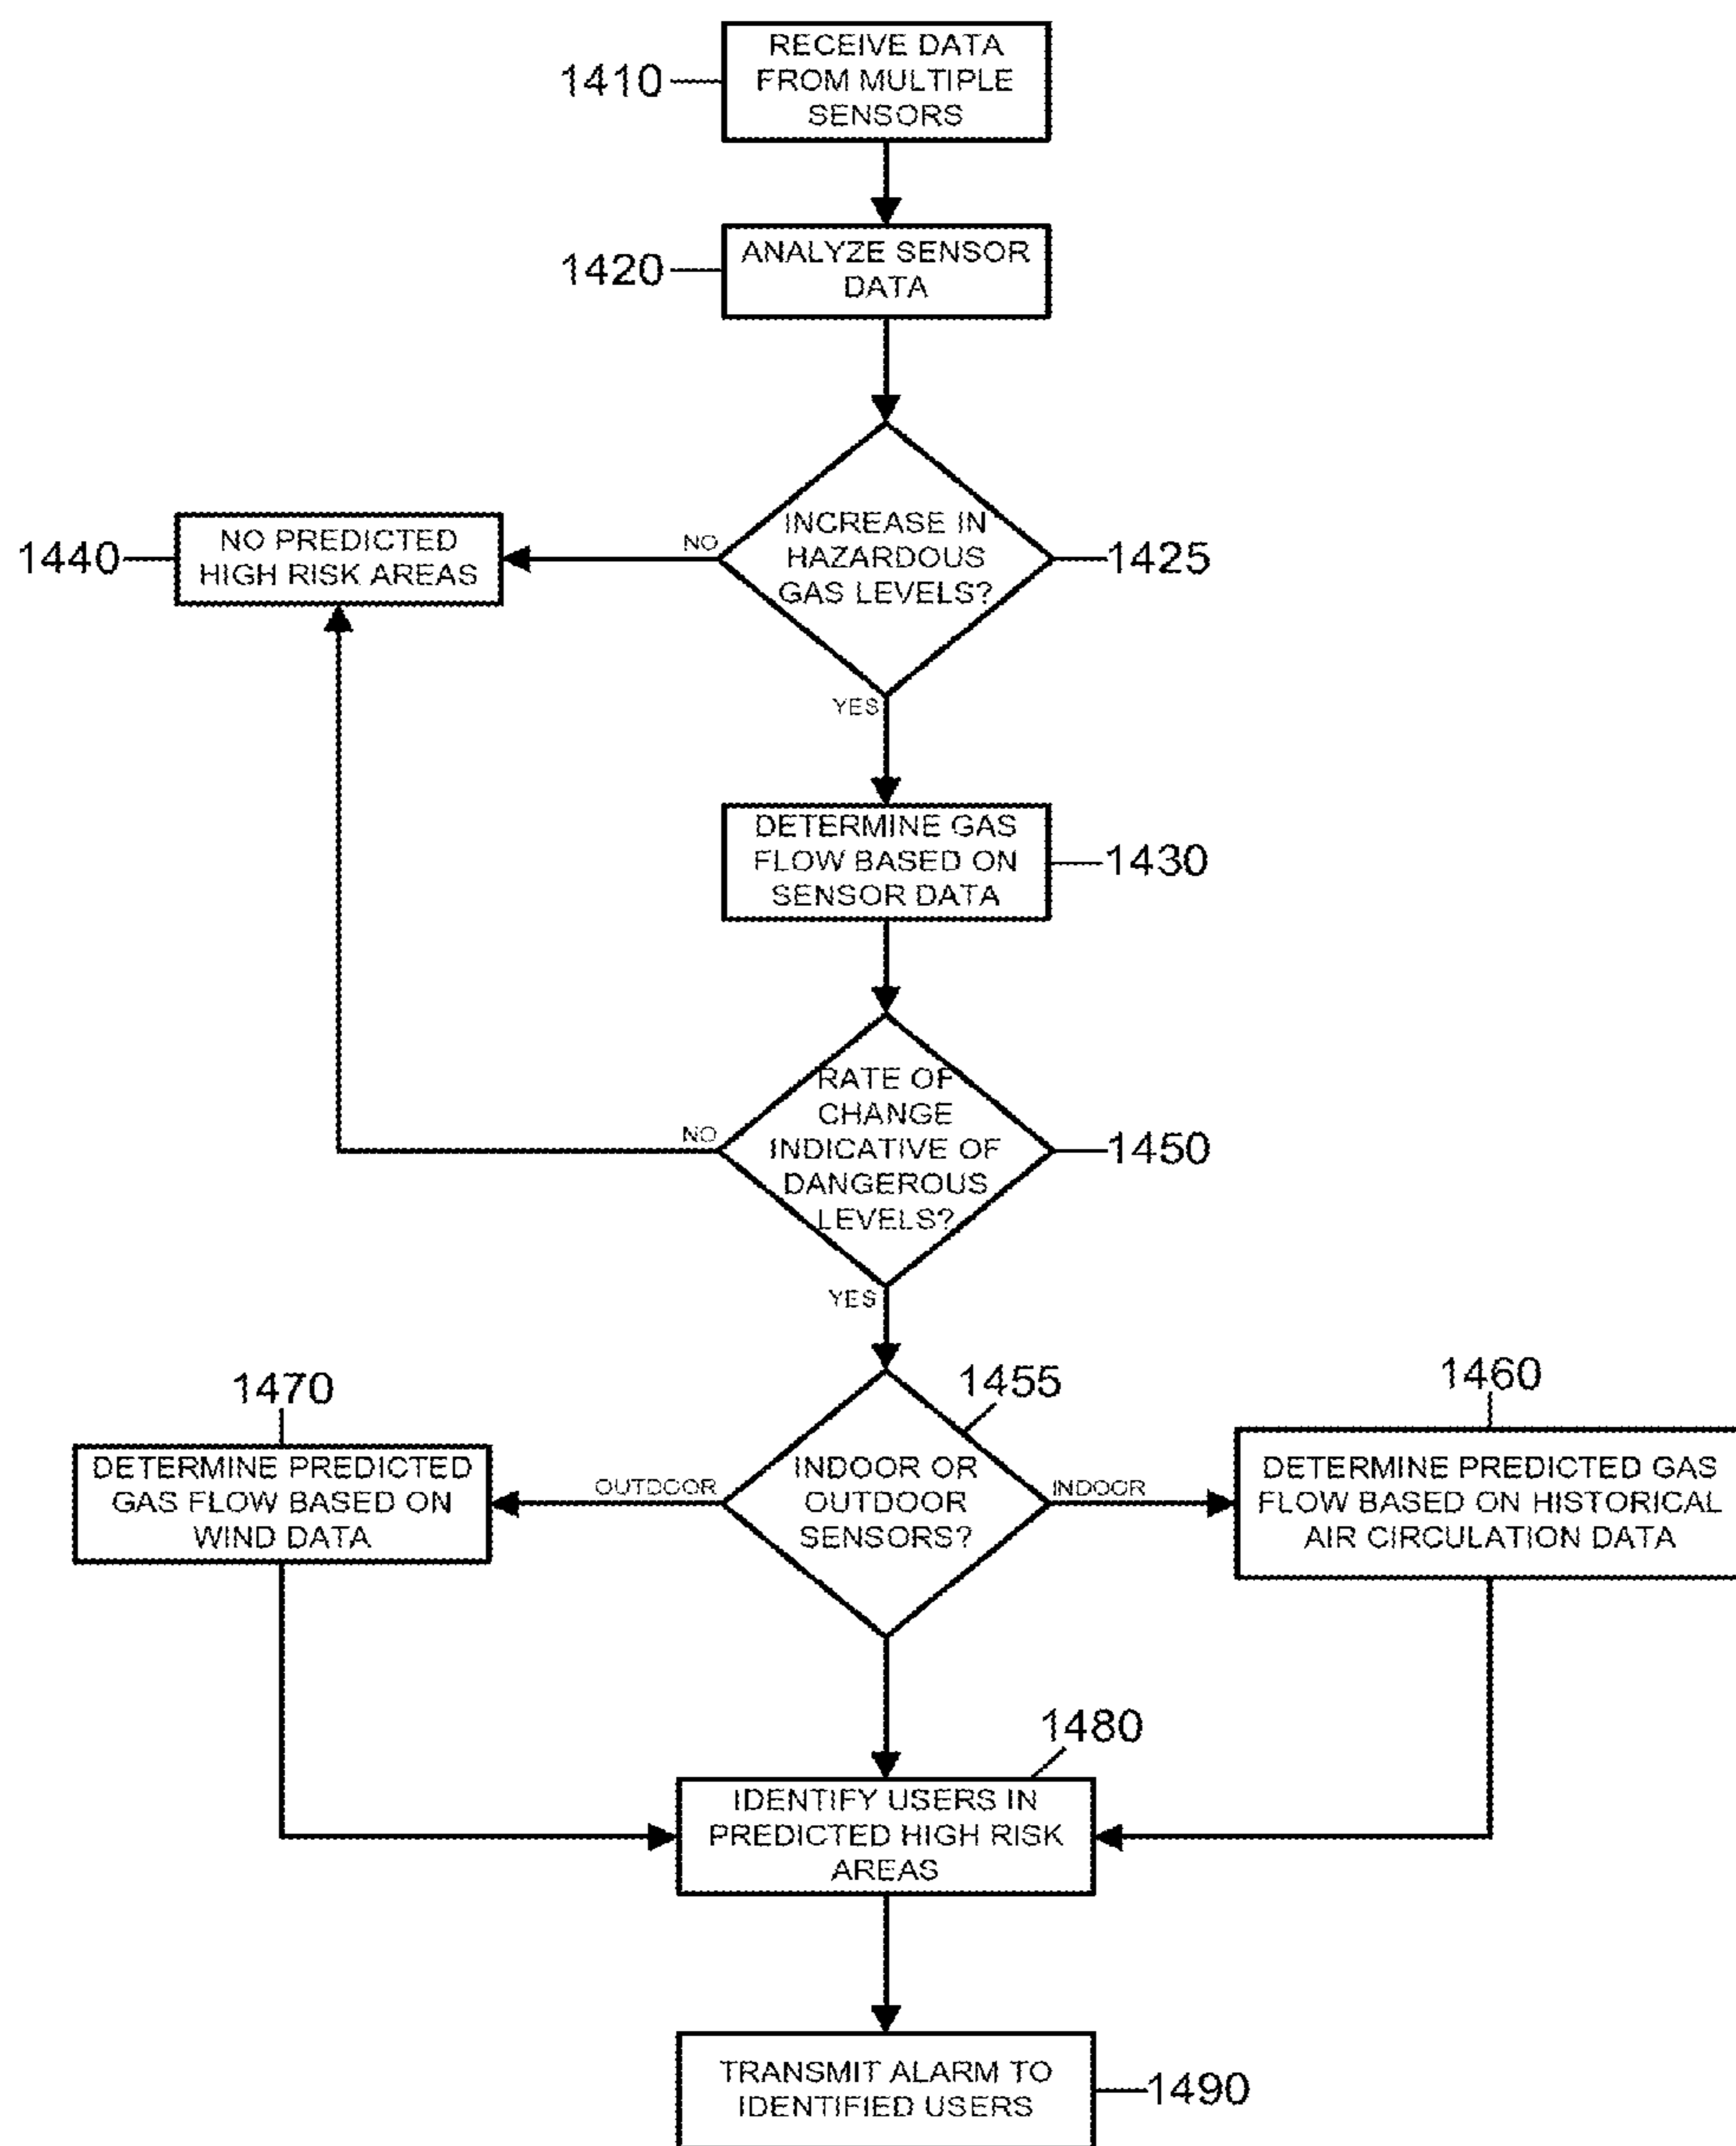 1410
RECEIVE DATA
FROM MULTIPLE
SENSORS
1420
ANALYZE SENSOR
DATA
INCREASE IN
HAZARDOUS
GAS LEVELS?
1425
NO
1440
NO PREDICTED
HIGH RISK AREAS
YES
DETERMINE GAS
FLOW BASED ON
SENSOR DATA
1430
RATE OF
CHANGE
INDICATIVE OF
DANGEROUS
LEVELS?
1450
NO
YES
1455
INDOOR OR
OUTDOOR
SENSORS?
OUTDOOR
INDOOR
1470
DETERMINE PREDICTED
GAS FLOW BASED ON
WIND DATA
1460
DETERMINE PREDICTED GAS
FLOW BASED ON HISTORICAL
AIR CIRCULATION DATA
1480
IDENTIFY USERS IN
PREDICTED HIGH RISK
AREAS
TRANSMIT ALARM TO
IDENTIFIED USERS
1490